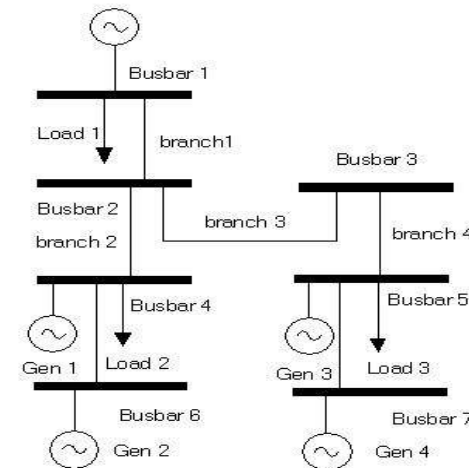 Busbar 1
Load 1
branch1
Busbar 3
Busbar 2
branch 3
branch 2
branch 4
Busbar 4
Busbar 5
Gen 1
Load 2
Gen 3
Load 3
Busbar 6
Busbar 7
Gen 2
Gen 4